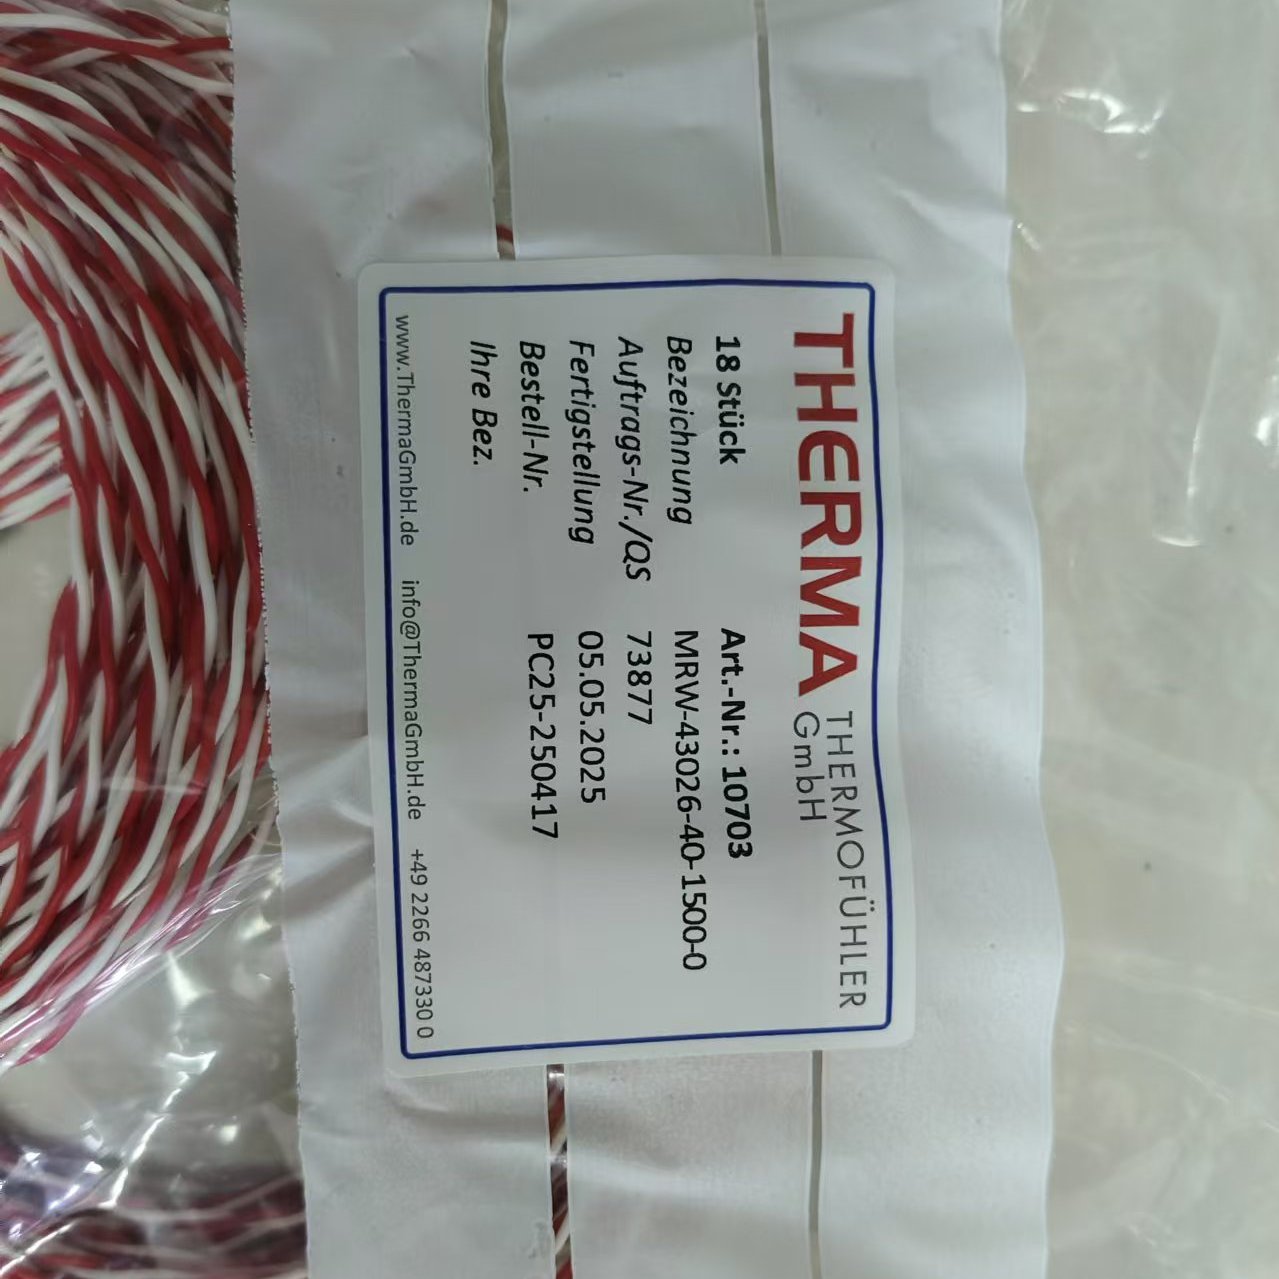 THERMA THERMOFÜHLER
GmbH
18 Stück Art.-Nr.: 10703
Bezeichnung MRW-43026-40-1500-0
Auftrags-Nr./QS 73877
Fertigstellung 05.05.2025
Bestell-Nr. PC25-250417
Ihre Bez.
www.ThermaGmbH.de info@ThermaGmbH.de +49 2266 487330 0